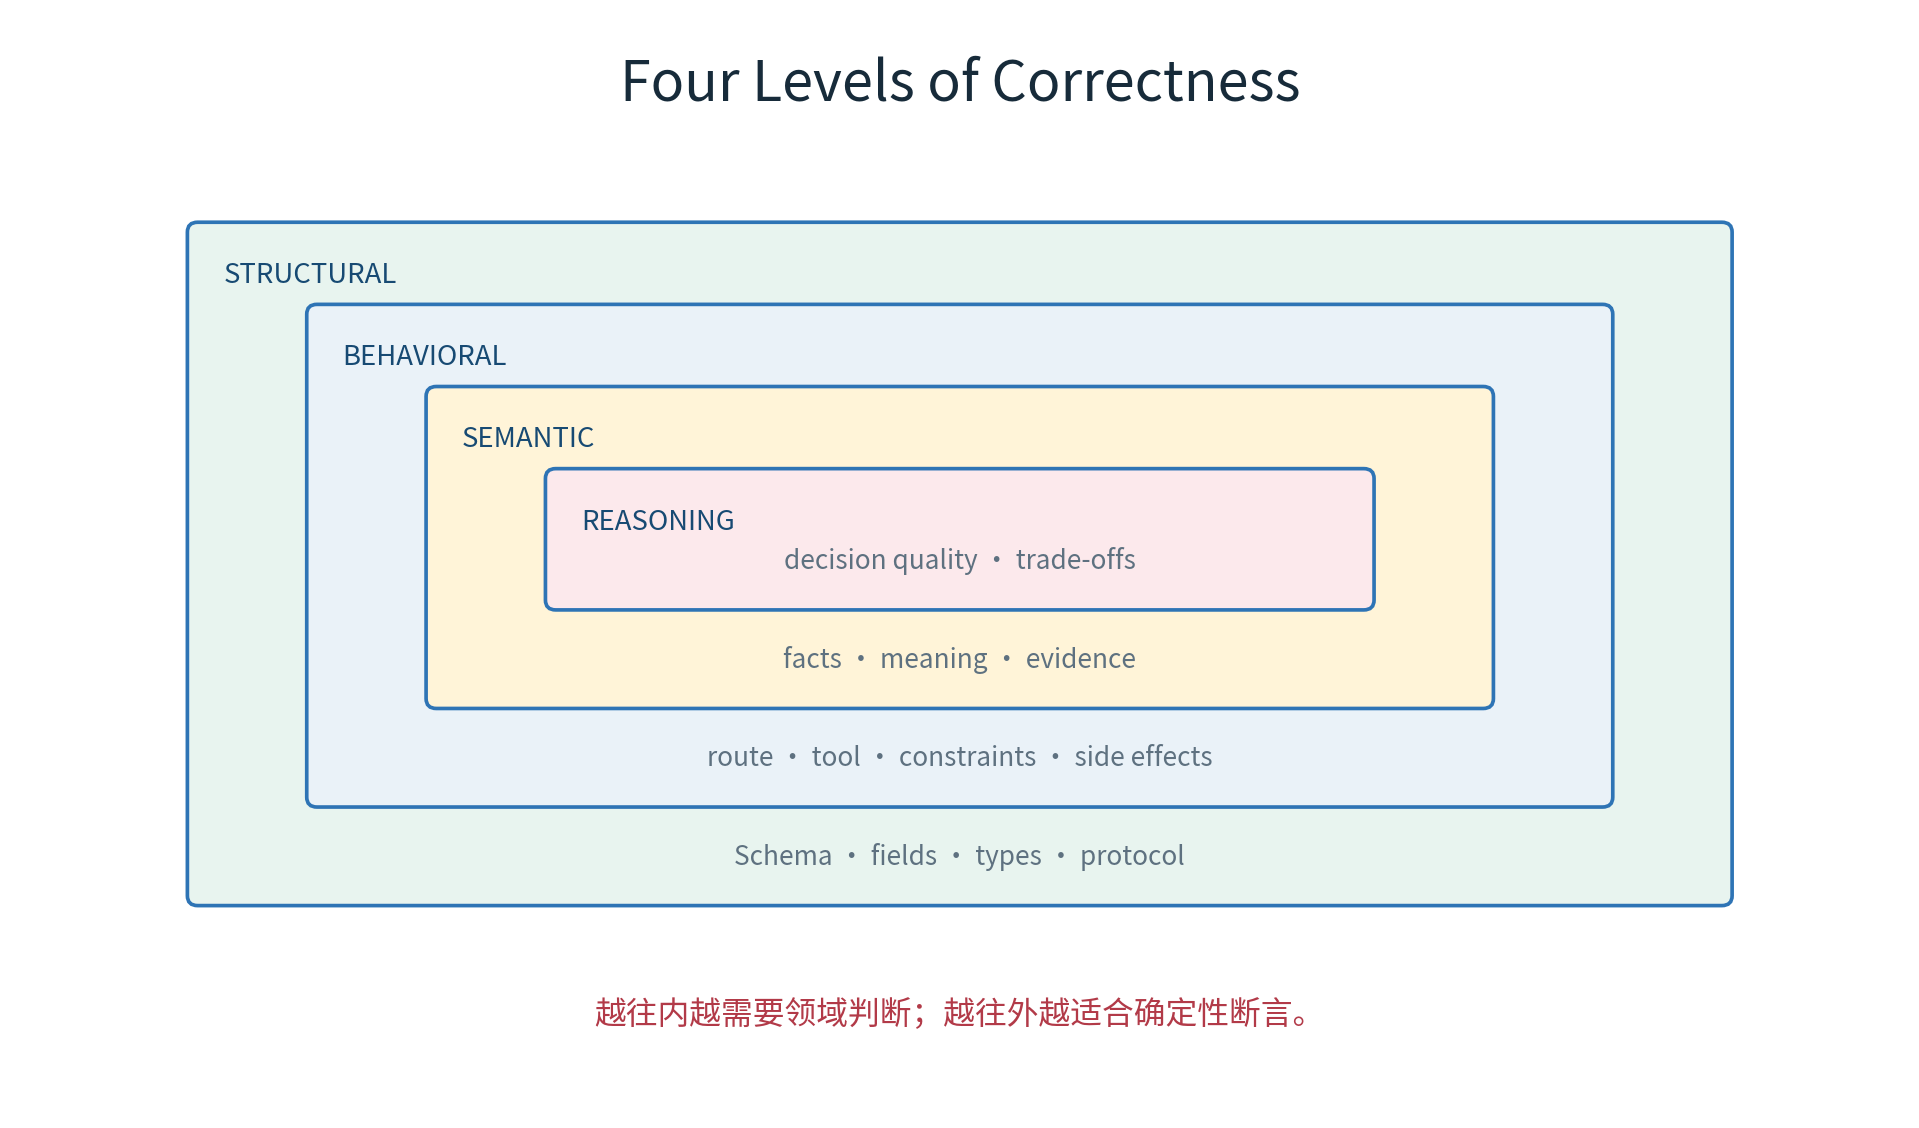 Four Levels of Correctness
STRUCTURAL
BEHAVIORAL
SEMANTIC
REASONING
decision quality • trade-offs
facts • meaning • evidence
route • tool • constraints • side effects
Schema • fields • types • protocol
越往内越需要领域判断；越往外越适合确定性断言。